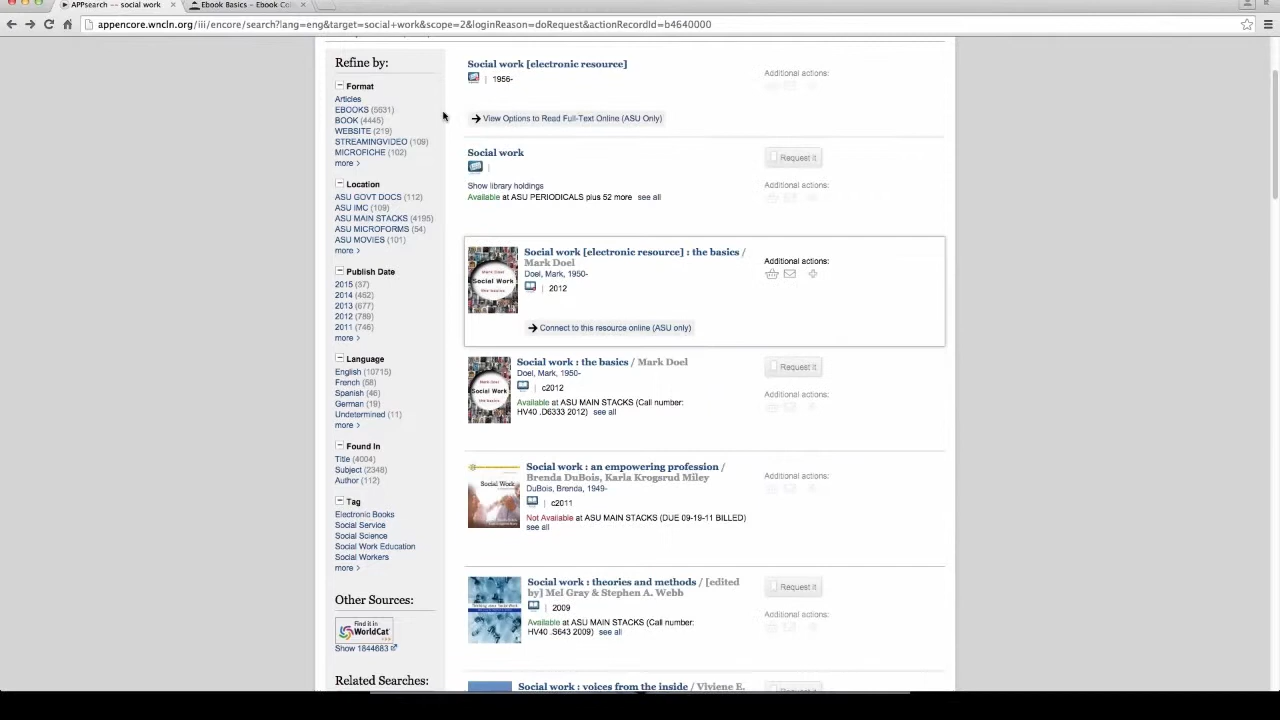 APPsearch -- social work
Ebook Basics - Ebook Coll
appencore.wncln.org/iii/encore/search?lang=eng&target=social+work&scope=2&loginReason=doRequest&actionRecordId=b4640000
Refine by:
Format
Articles
EBOOKS (5631)
BOOK (4445)
WEBSITE (219)
STREAMINGVIDEO (109)
MICROFICHE (102)
more >
Location
ASU GOVT DOCS (112)
ASU IMC (109)
ASU MAIN STACKS (4195)
ASU MICROFORMS (54)
ASU MOVIES (101)
more >
Publish Date
2015 (37)
2014 (462)
2013 (677)
2012 (789)
2011 (746)
more >
Language
English (10715)
French (58)
Spanish (46)
German (19)
Undetermined (11)
more >
Found In
Title (4004)
Subject (2348)
Author (112)
Tag
Electronic Books
Social Service
Social Science
Social Work Education
Social Workers
more >
Other Sources:
Find it in
WorldCat
Show 1844683
Related Searches:
Social work [electronic resource]
| 1956-
View Options to Read Full-Text Online (ASU Only)
Additional actions:
Social work
|
Show library holdings
Available at ASU PERIODICALS plus 52 more see all
Request it
Additional actions:
Mark Doel
Social Work
Social work [electronic resource] : the basics /
Mark Doel
Doel, Mark, 1950-
| 2012
Connect to this resource online (ASU only)
Additional actions:
Mark Doel
Social Work
Social work : the basics / Mark Doel
Doel, Mark, 1950-
| c2012
Available at ASU MAIN STACKS (Call number:
HV40 .D6333 2012) see all
Request it
Additional actions:
Social Work
Social work : an empowering profession /
Brenda DuBois, Karla Krogsrud Miley
DuBois, Brenda, 1949-
| c2011
Not Available at ASU MAIN STACKS (DUE 09-19-11 BILLED)
see all
Additional actions:
Social work : theories and methods / [edited
by] Mel Gray & Stephen A. Webb
| 2009
Available at ASU MAIN STACKS (Call number:
HV40 .S643 2009) see all
Request it
Additional actions:
Social work : voices from the inside / Viviene E.
Request it